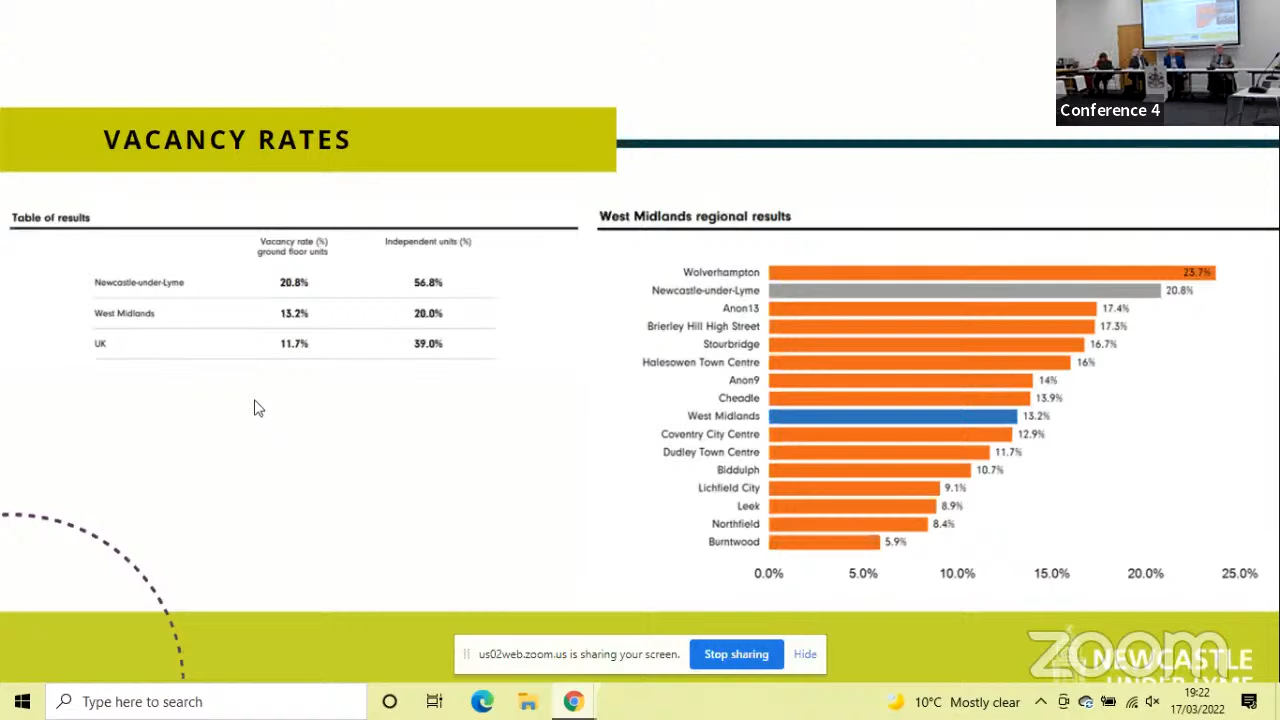 Conference 4
VACANCY RATES
Table of results
Vacancy rate (%)
ground floor units
Independent units (%)
Newcastle-under-Lyme 20.8% 56.8%
West Midlands 13.2% 20.0%
UK 11.7% 39.0%
West Midlands regional results
Wolverhampton 23.7%
Newcastle-under-Lyme 20.8%
Anon13 17.4%
Brierley Hill High Street 17.3%
Stourbridge 16.7%
Halesowen Town Centre 16%
Anon9 14%
Cheadle 13.9%
West Midlands 13.2%
Coventry City Centre 12.9%
Dudley Town Centre 11.7%
Biddulph 10.7%
Lichfield City 9.1%
Leek 8.9%
Northfield 8.4%
Burntwood 5.9%
0.0% 5.0% 10.0% 15.0% 20.0% 25.0%
us02web.zoom.us is sharing your screen. Stop sharing Hide
zoom
NEWCASTLE
UNDER LYME
Type here to search
10°C Mostly clear
19:22
17/03/2022